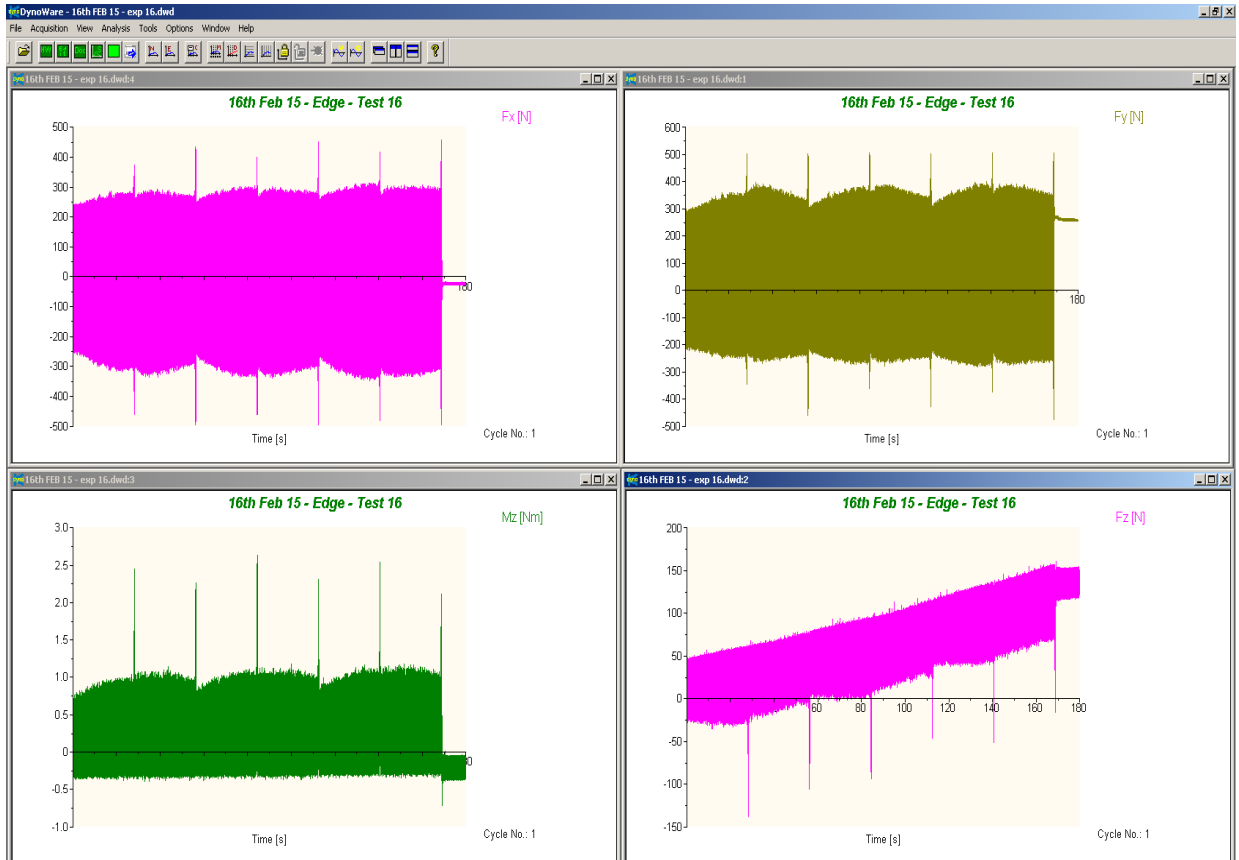 DynoWare - 16th FEB 15 - exp 16.dwd
File Acquisition View Analysis Tools Options Window Help
16th FEB 15 - exp 16.dwd:4
16th Feb 15 - Edge - Test 16
Fx [N]
500
400
300
200
100
0
-100
-200
-300
-400
-500
180
Time [s]
Cycle No.: 1
16th FEB 15 - exp 16.dwd:1
16th Feb 15 - Edge - Test 16
Fy [N]
600
500
400
300
200
100
0
-100
-200
-300
-400
-500
180
Time [s]
Cycle No.: 1
16th FEB 15 - exp 16.dwd:3
16th Feb 15 - Edge - Test 16
Mz [Nm]
3.0
2.5
2.0
1.5
1.0
0.5
0
-0.5
-1.0
Time [s]
Cycle No.: 1
16th FEB 15 - exp 16.dwd:2
16th Feb 15 - Edge - Test 16
Fz [N]
200
150
100
50
0
-50
-100
-150
60 80 100 120 140 160 180
Time [s]
Cycle No.: 1